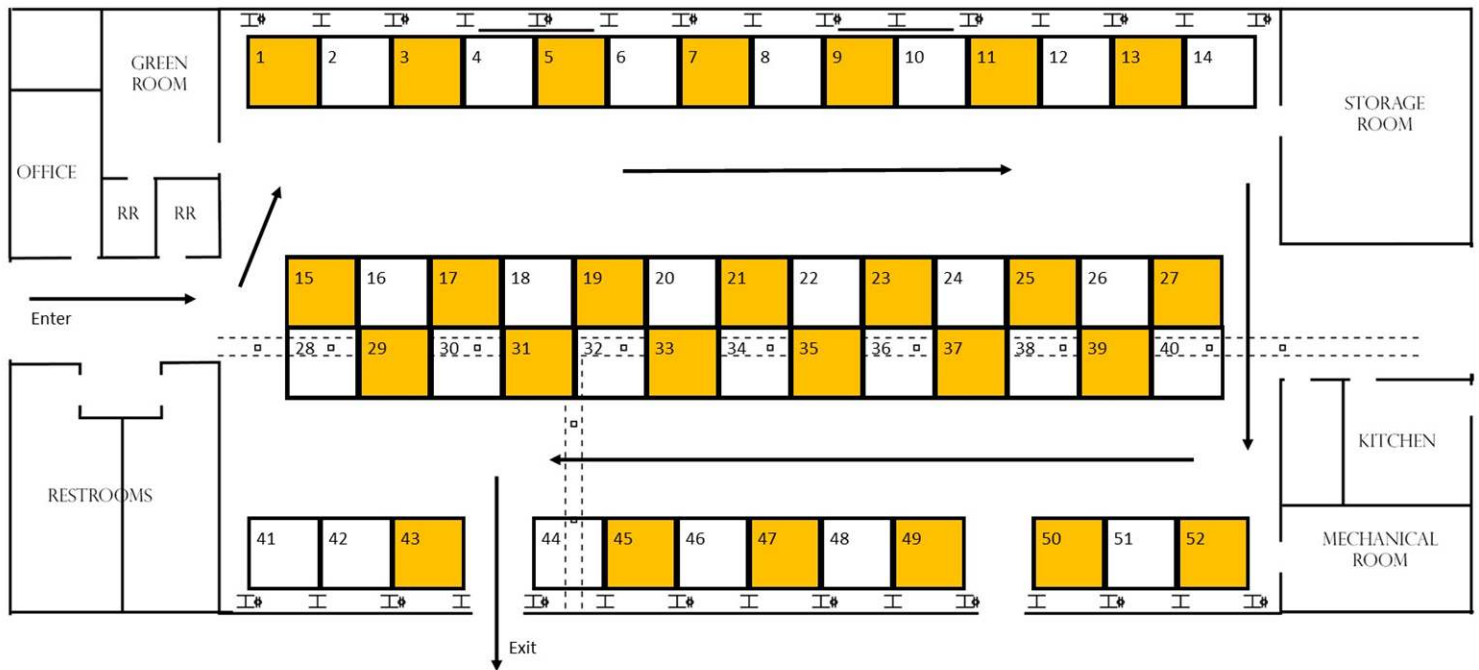 GREEN
ROOM
1 2 3 4 5 6 7 8 9 10 11 12 13 14
STORAGE
ROOM
OFFICE
RR RR
Enter
15 16 17 18 19 20 21 22 23 24 25 26 27
28 29 30 31 32 33 34 35 36 37 38 39 40
KITCHEN
RESTROOMS
41 42 43 44 45 46 47 48 49 50 51 52
MECHANICAL
ROOM
Exit